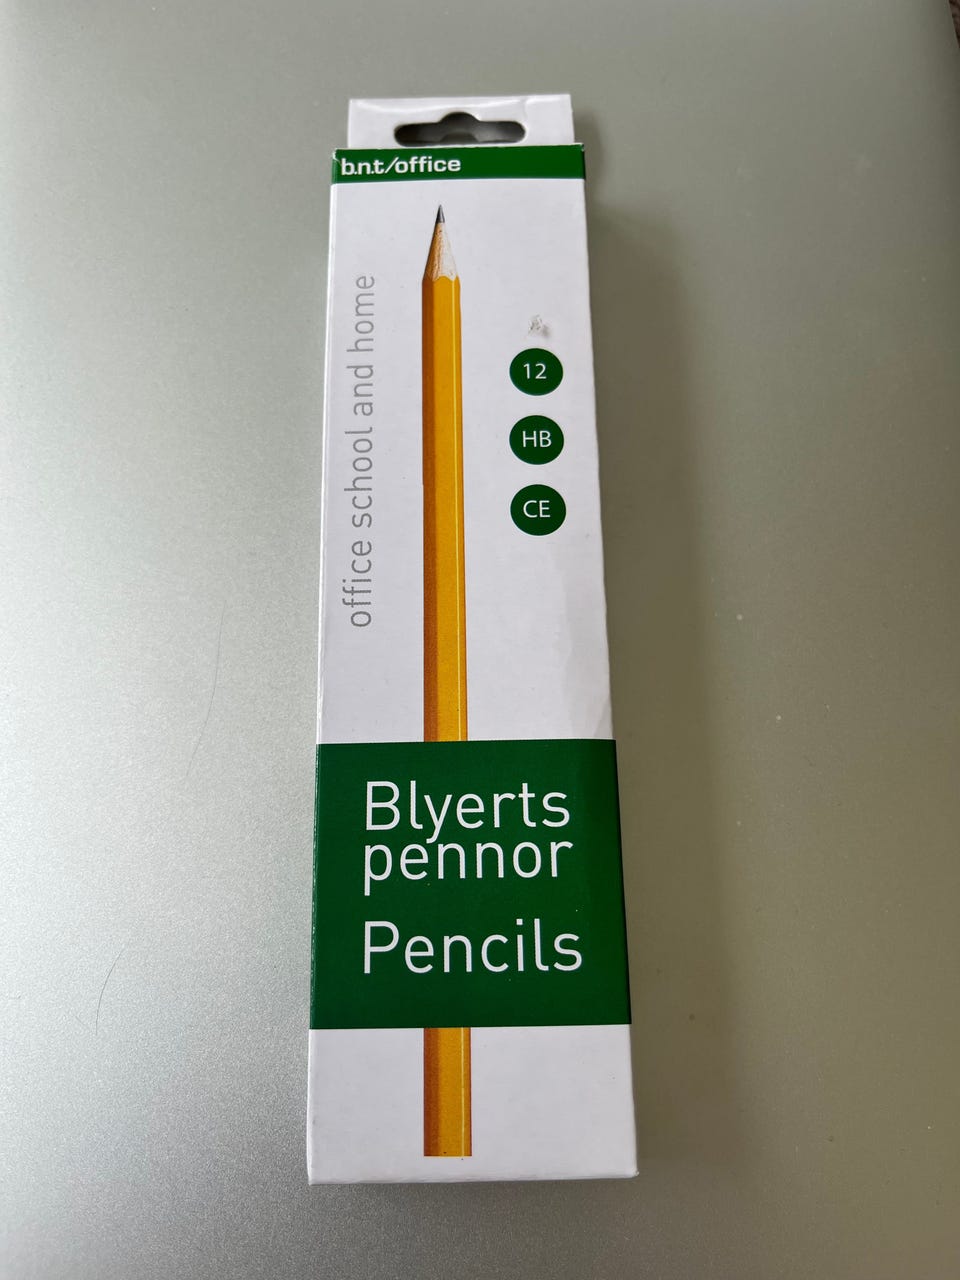 b.n.t/office
office school and home
12
HB
CE
Blyerts
pennor
Pencils